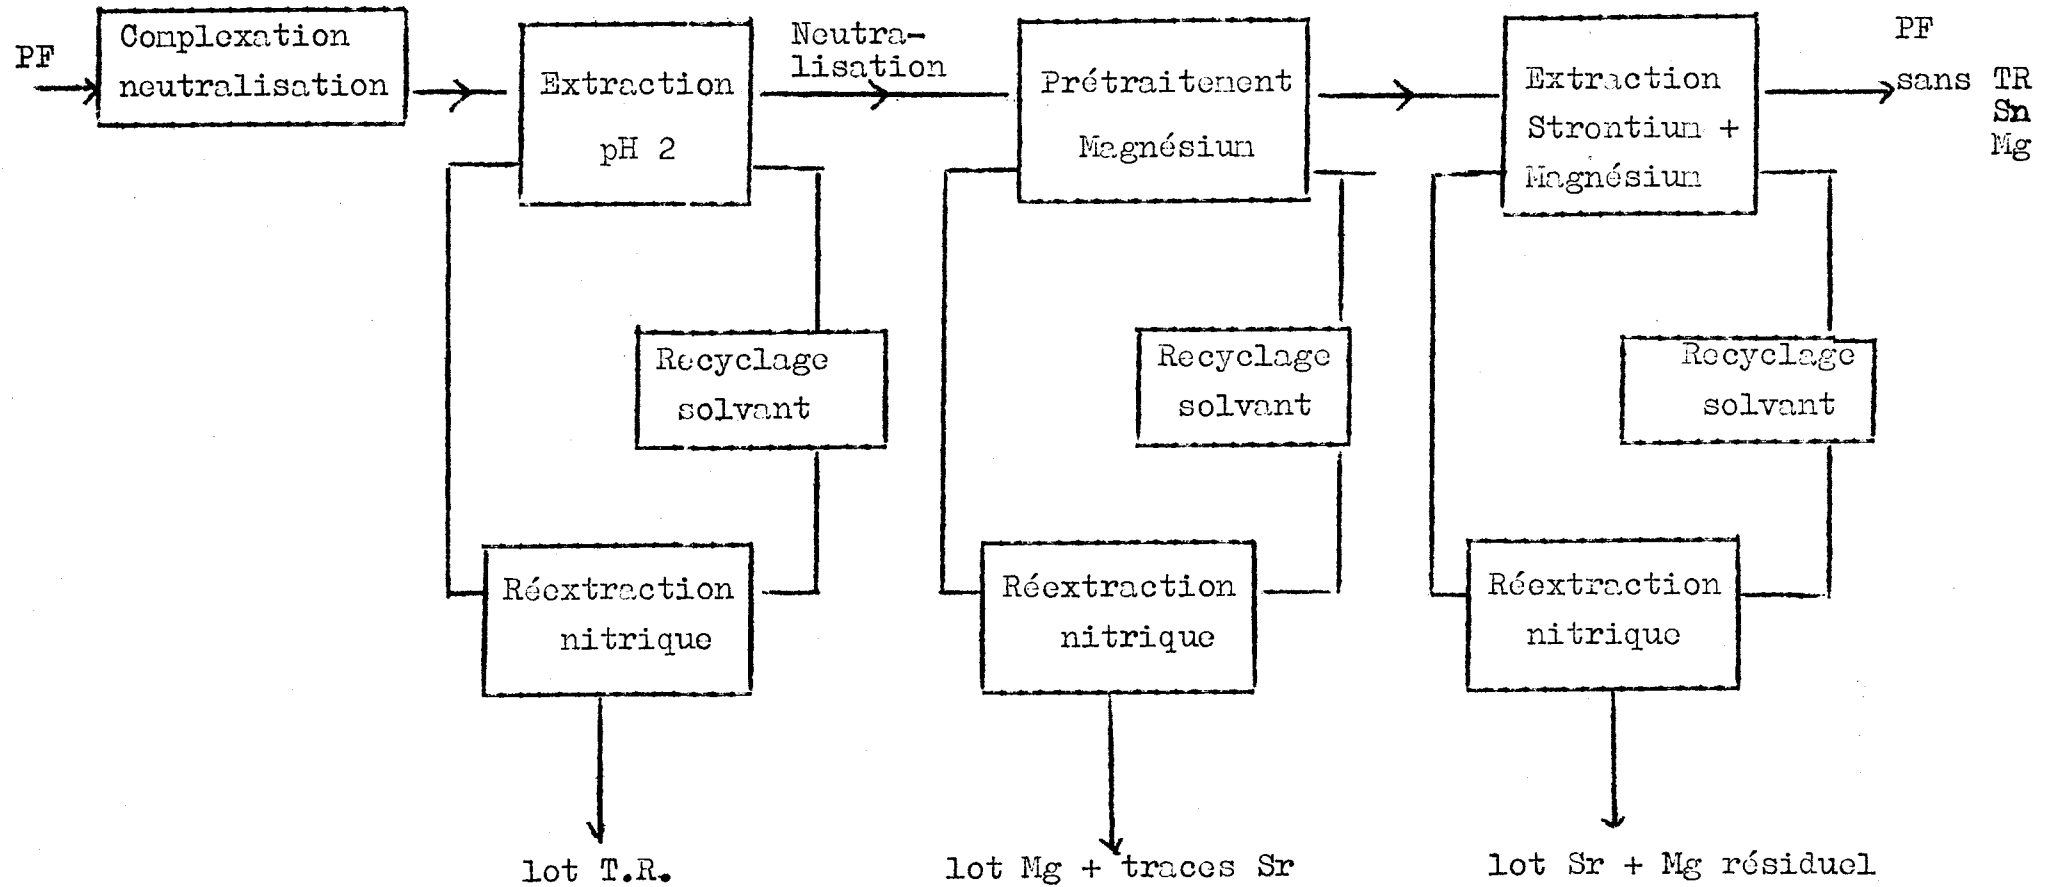 PF
Complexation
neutralisation
Extraction
pH 2
Neutra-
lisation
Prétraitement
Magnésium
Extraction
Strontium +
Magnésium
PF
sans TR
Sn
Mg
Recyclage
solvant
Recyclage
solvant
Recyclage
solvant
Réextraction
nitrique
Réextraction
nitrique
Réextraction
nitrique
lot T.R.
lot Mg + traces Sr
lot Sr + Mg résiduel